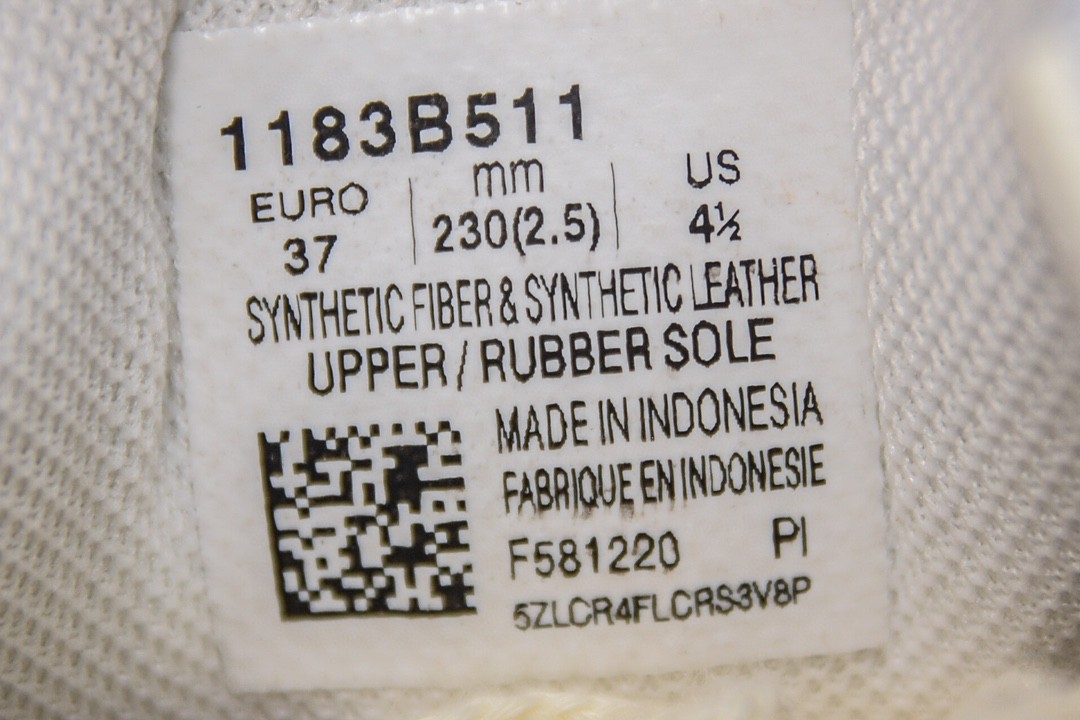 1183B511
EURO mm US
37 230(2.5) 4½
SYNTHETIC FIBER & SYNTHETIC LEATHER
UPPER / RUBBER SOLE
MADE IN INDONESIA
FABRIQUE EN INDONESIE
F581220 PI
5ZLCR4FLCRS3V8P